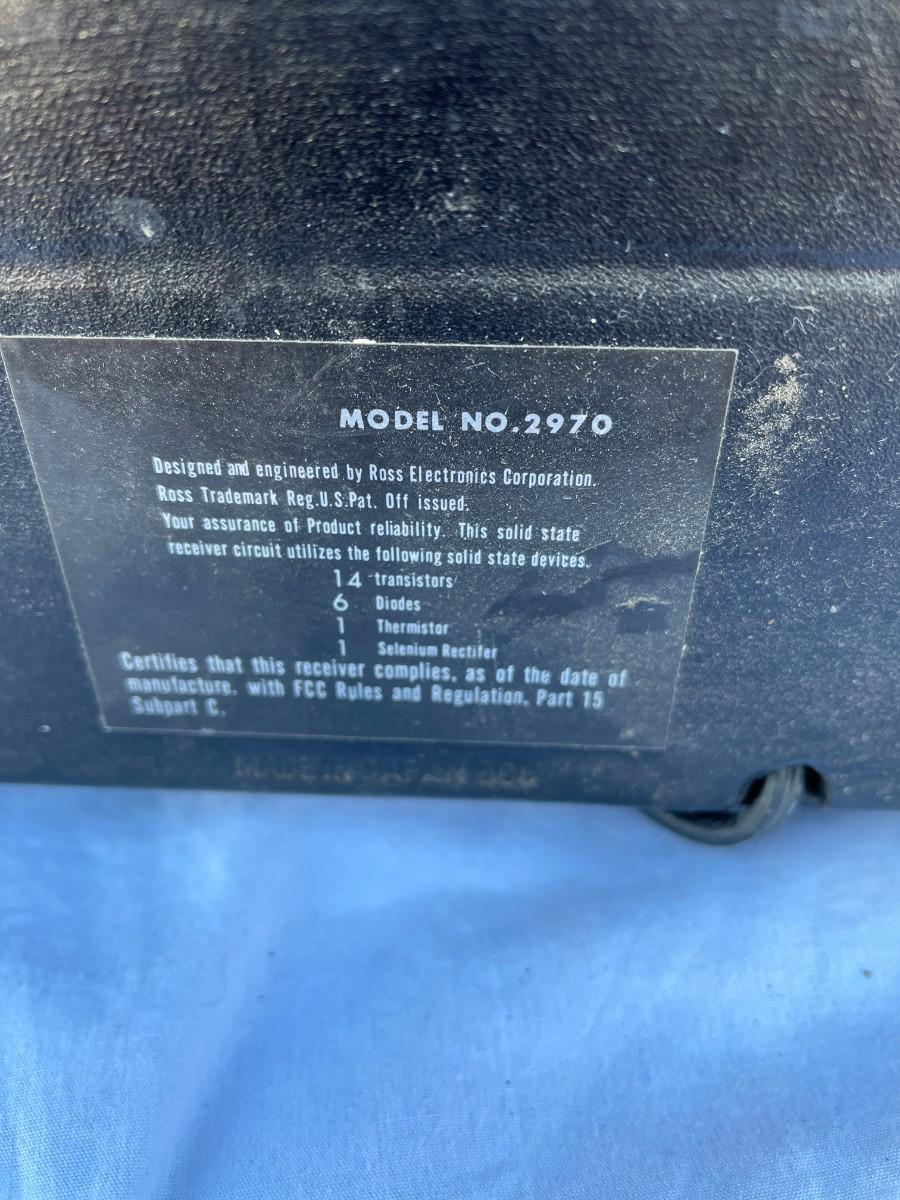 MODEL NO.2970
Designed and engineered by Ross Electronics Corporation.
Ross Trademark Reg.U.S.Pat. Off issued.
Your assurance of Product reliability. This solid state
receiver circuit utilizes the following solid state devices.
14 transistors
6 Diodes
1 Thermistor
1 Selenium Rectifer
Certifies that this receiver complies, as of the date of
manufacture. with FCC Rules and Regulation, Part 15
Subpart C.
MADE IN JAPAN